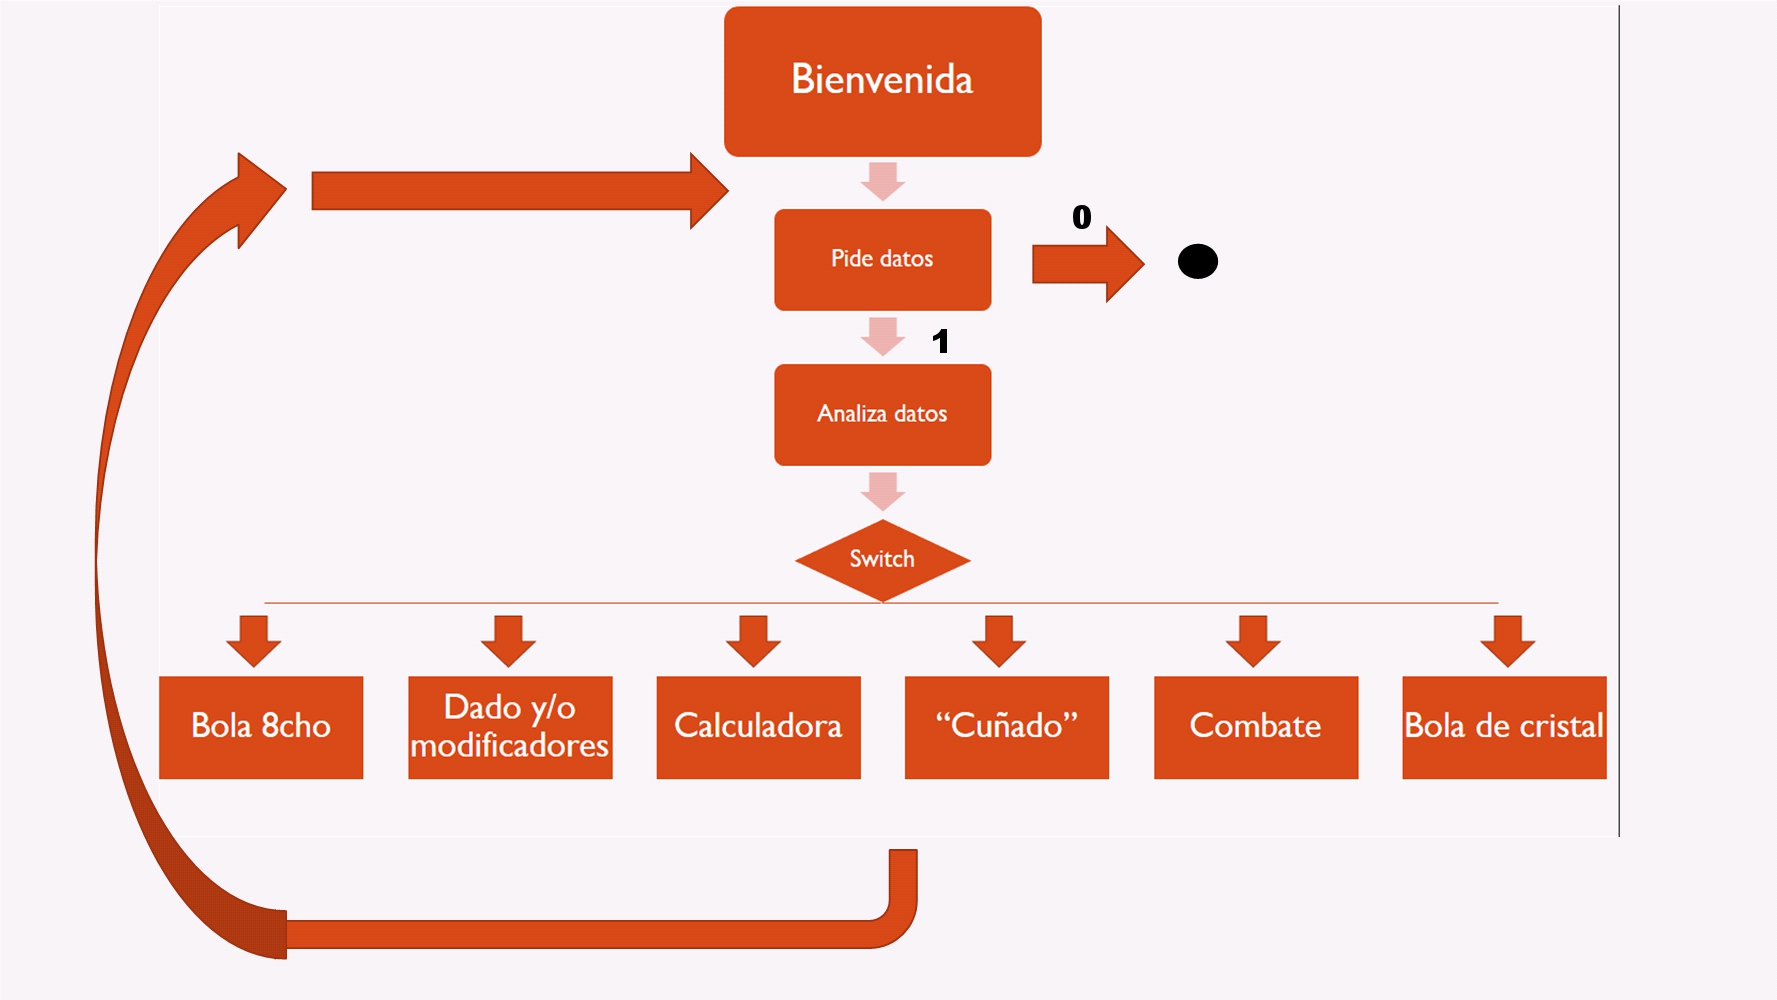 Bienvenida
Pide datos
0
1
Analiza datos
Switch
Bola 8cho
Dado y/o
modificadores
Calculadora
“Cuñado”
Combate
Bola de cristal